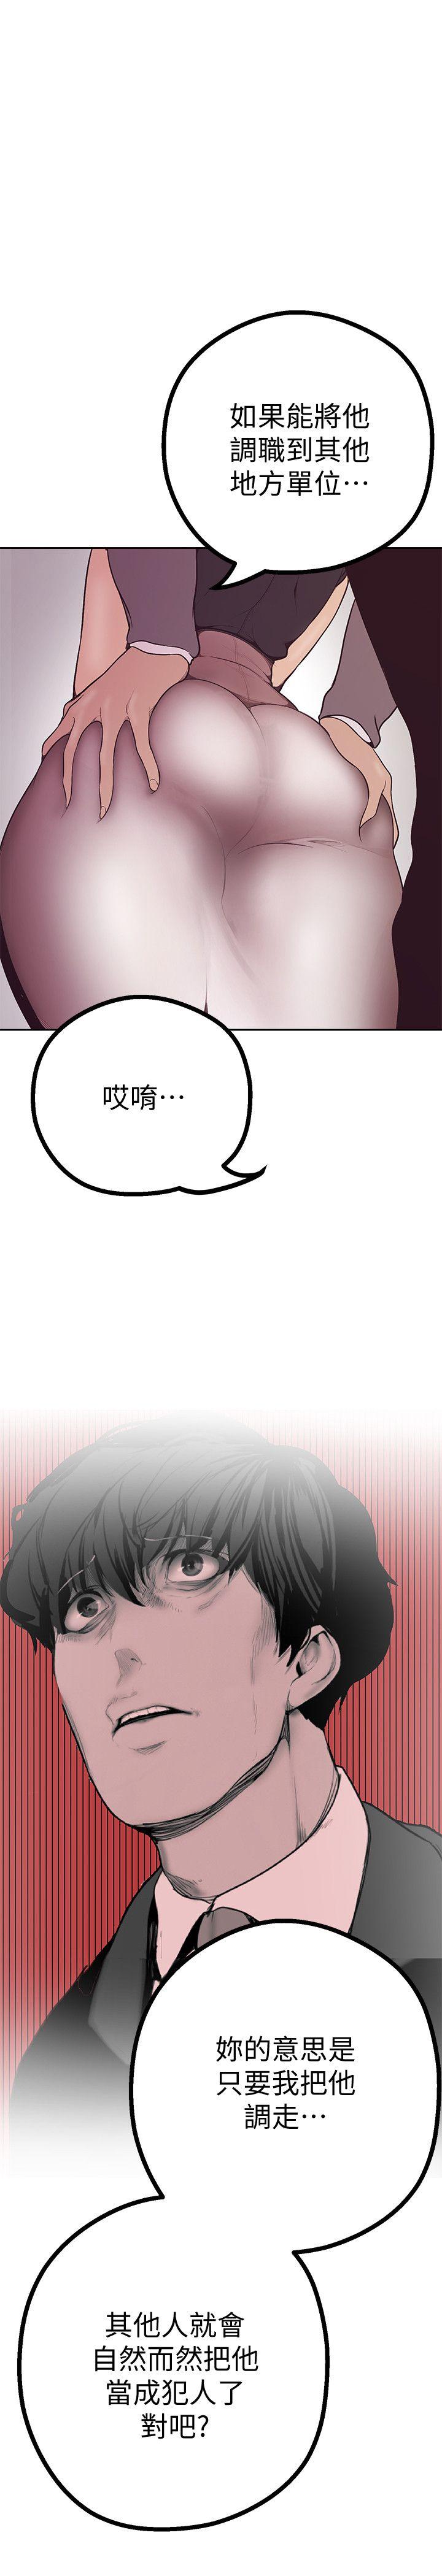 如果能將他
調職到其他
地方單位…
哎唷…
妳的意思是
只要我把他
調走…
其他人就會
自然而然把他
當成犯人了
對吧?